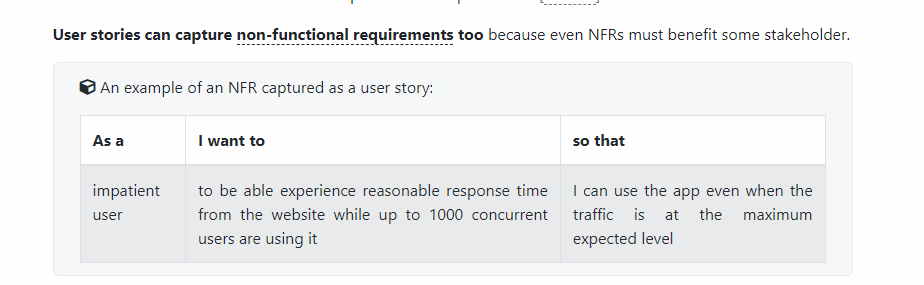 User stories can capture non-functional requirements too because even NFRs must benefit some stakeholder.
An example of an NFR captured as a user story:
As a
I want to
so that
impatient
user
to be able experience reasonable response time
from the website while up to 1000 concurrent
users are using it
I can use the app even when the
traffic is at the maximum
expected level